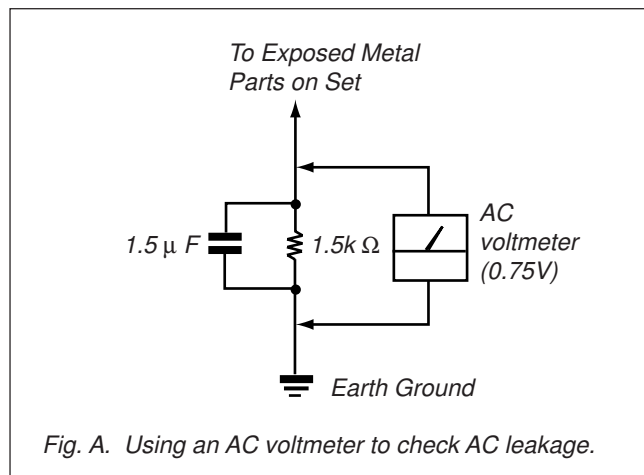 To Exposed Metal
Parts on Set
1.5 μ F
1.5k Ω
AC
voltmeter
(0.75V)
Earth Ground
Fig. A. Using an AC voltmeter to check AC leakage.